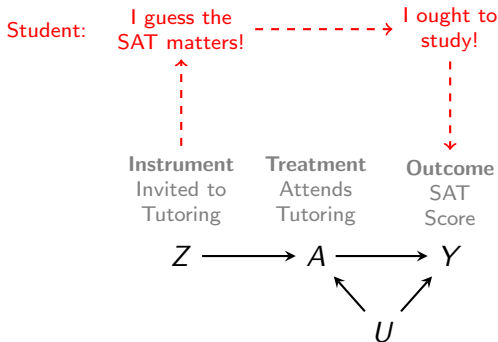 Student:
I guess the
SAT matters!
I ought to
study!
Instrument
Invited to
Tutoring
Treatment
Attends
Tutoring
Outcome
SAT
Score
Z
A
Y
U